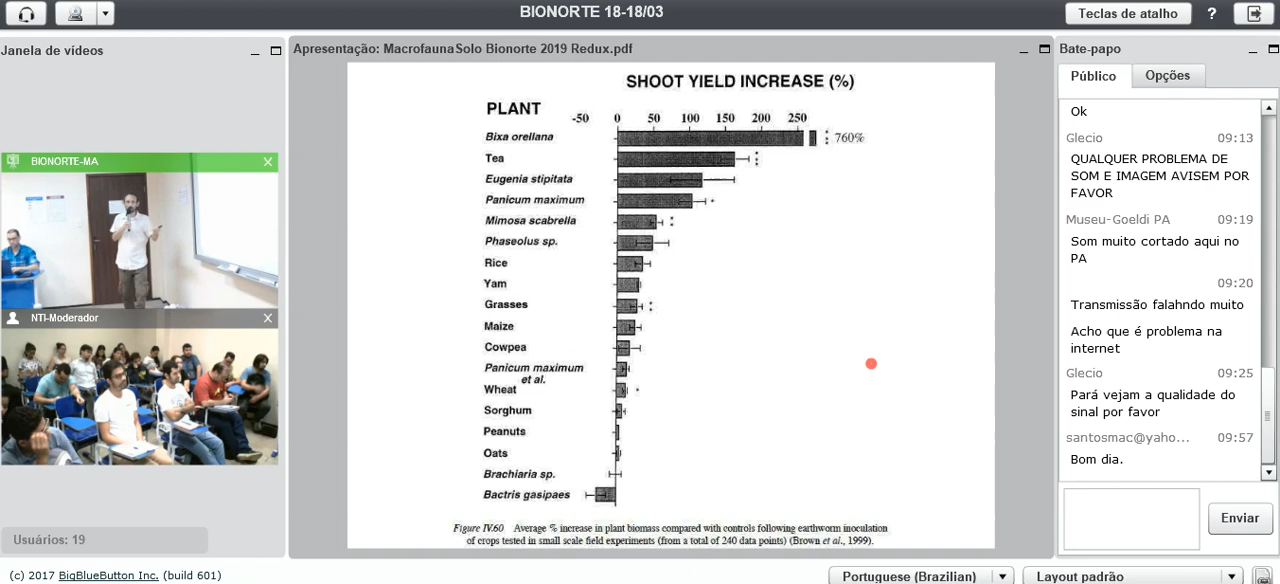 BIONORTE 18-18/03
Teclas de atalho
?
Janela de vídeos
BIONORTE-MA
NTI-Moderador
Usuários: 19
Apresentação: MacrofaunaSolo Bionorte 2019 Redux.pdf
SHOOT YIELD INCREASE (%)
PLANT
-50 0 50 100 150 200 250
Bixa orellana 760%
Tea
Eugenia stipitata
Panicum maximum
Mimosa scabrella
Phaseolus sp.
Rice
Yam
Grasses
Maize
Cowpea
Panicum maximum
et al.
Wheat
Sorghum
Peanuts
Oats
Brachiaria sp.
Bactris gasipaes
Figure IV.60 Average % increase in plant biomass compared with controls following earthworm inoculation
of crops tested in small scale field experiments (from a total of 240 data points) (Brown et al., 1999).
Bate-papo
Público Opções
Ok
Glecio 09:13
QUALQUER PROBLEMA DE
SOM E IMAGEM AVISEM POR
FAVOR
Museu-Goeldi PA 09:19
Som muito cortado aqui no
PA
09:20
Transmissão falahndo muito
Acho que é problema na
internet
Glecio 09:25
Pará vejam a qualidade do
sinal por favor
santosmac@yaho... 09:57
Bom dia.
Enviar
(c) 2017 BigBlueButton Inc. (build 601)
Portuguese (Brazilian)
Layout padrão